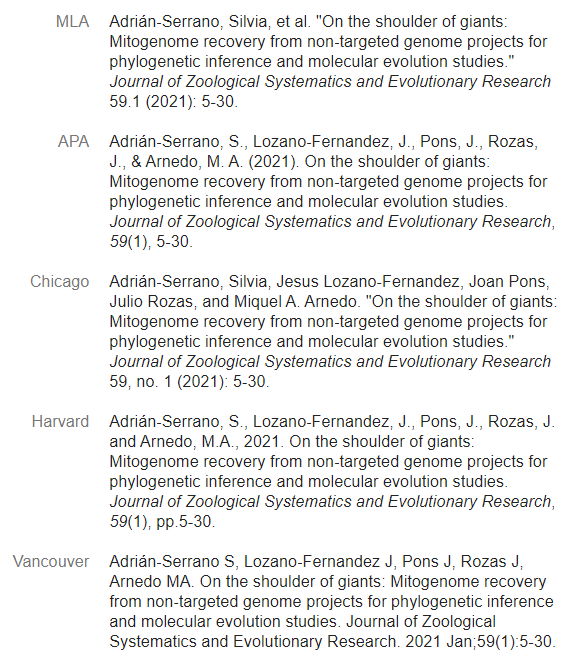 MLA Adrián-Serrano, Silvia, et al. "On the shoulder of giants:
Mitogenome recovery from non-targeted genome projects for
phylogenetic inference and molecular evolution studies."
Journal of Zoological Systematics and Evolutionary Research
59.1 (2021): 5-30.
APA Adrián-Serrano, S., Lozano-Fernandez, J., Pons, J., Rozas,
J., & Arnedo, M. A. (2021). On the shoulder of giants:
Mitogenome recovery from non-targeted genome projects for
phylogenetic inference and molecular evolution studies.
Journal of Zoological Systematics and Evolutionary Research,
59(1), 5-30.
Chicago Adrián-Serrano, Silvia, Jesus Lozano-Fernandez, Joan Pons,
Julio Rozas, and Miquel A. Arnedo. "On the shoulder of giants:
Mitogenome recovery from non-targeted genome projects for
phylogenetic inference and molecular evolution studies."
Journal of Zoological Systematics and Evolutionary Research
59, no. 1 (2021): 5-30.
Harvard Adrián-Serrano, S., Lozano-Fernandez, J., Pons, J., Rozas, J.
and Arnedo, M.A., 2021. On the shoulder of giants:
Mitogenome recovery from non-targeted genome projects for
phylogenetic inference and molecular evolution studies.
Journal of Zoological Systematics and Evolutionary Research,
59(1), pp.5-30.
Vancouver Adrián-Serrano S, Lozano-Fernandez J, Pons J, Rozas J,
Arnedo MA. On the shoulder of giants: Mitogenome recovery
from non-targeted genome projects for phylogenetic inference
and molecular evolution studies. Journal of Zoological
Systematics and Evolutionary Research. 2021 Jan;59(1):5-30.